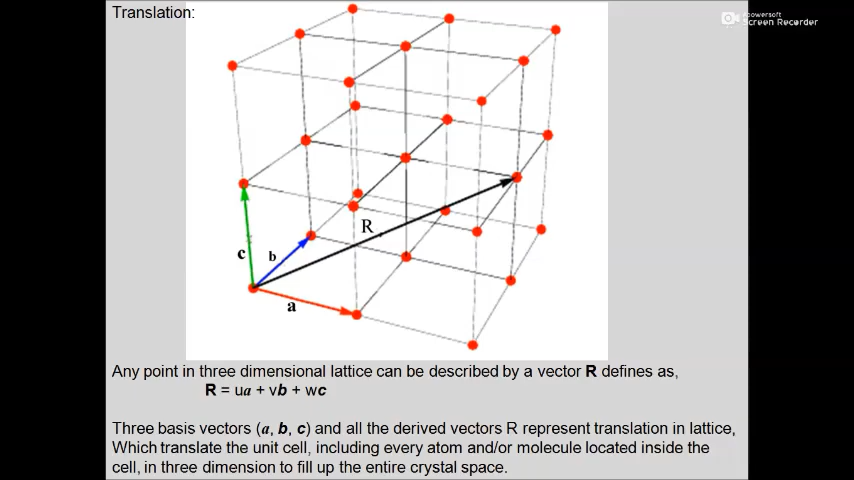 Translation:
Apowersoft
Screen Recorder
R
c
b
a
Any point in three dimensional lattice can be described by a vector R defines as,
R = ua + vb + wc
Three basis vectors (a, b, c) and all the derived vectors R represent translation in lattice,
Which translate the unit cell, including every atom and/or molecule located inside the
cell, in three dimension to fill up the entire crystal space.